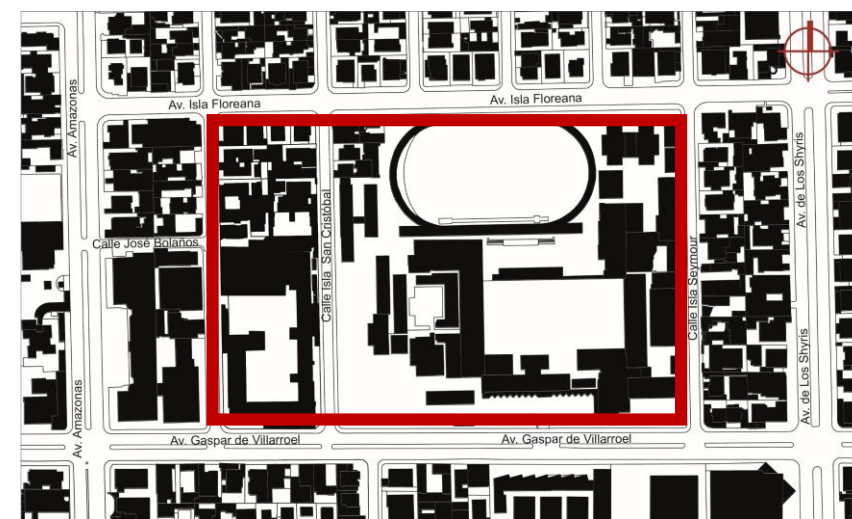 Av. Isla Floreana
Av. Isla Floreana
Av. Amazonas
Av. de Los Shyris
Calle Isla San Cristóbal
Calle José Bolaños
Calle Isla Seymour
Av. de Los Shyris
Av. Amazonas
Av. Gaspar de Villarroel
Av. Gaspar de Villarroel